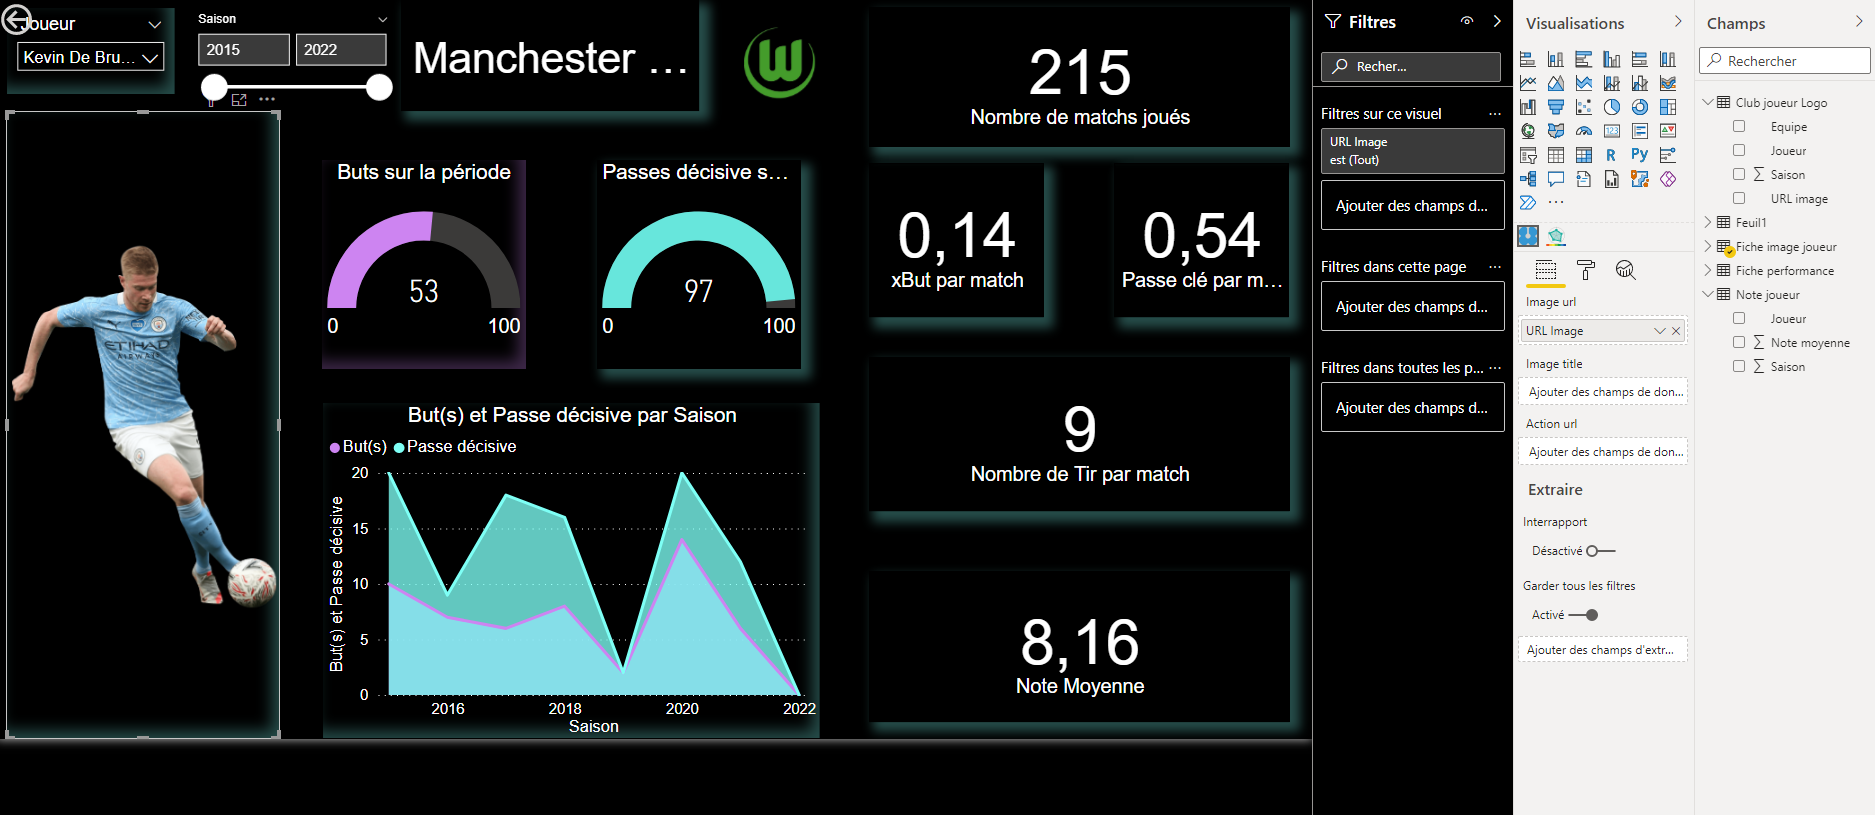 Joueur
Kevin De Bru...
Saison
2015
2022
Manchester ...
215
Nombre de matchs joués
Buts sur la période
53
0
100
Passes décisive s...
97
0
100
0,14
xBut par match
0,54
Passe clé par m...
ETIHAD
AIRWAYS
But(s) et Passe décisive par Saison
But(s)
Passe décisive
But(s) et Passe décisive
20
15
10
5
0
2016
2018
2020
2022
Saison
9
Nombre de Tir par match
8,16
Note Moyenne
Filtres
Recher...
Filtres sur ce visuel
...
URL Image
est (Tout)
Ajouter des champs d...
Filtres dans cette page
...
Ajouter des champs d...
Filtres dans toutes les p...
...
Ajouter des champs d...
Visualisations
123
R
Py
...
Image url
URL Image
Image title
Ajouter des champs de don...
Action url
Ajouter des champs de don...
Extraire
Interrapport
Désactivé
Garder tous les filtres
Activé
Ajouter des champs d'extr...
Champs
Rechercher
Club joueur Logo
Equipe
Joueur
∑ Saison
URL image
Feuil1
Fiche image joueur
Fiche performance
Note joueur
Joueur
∑ Note moyenne
∑ Saison